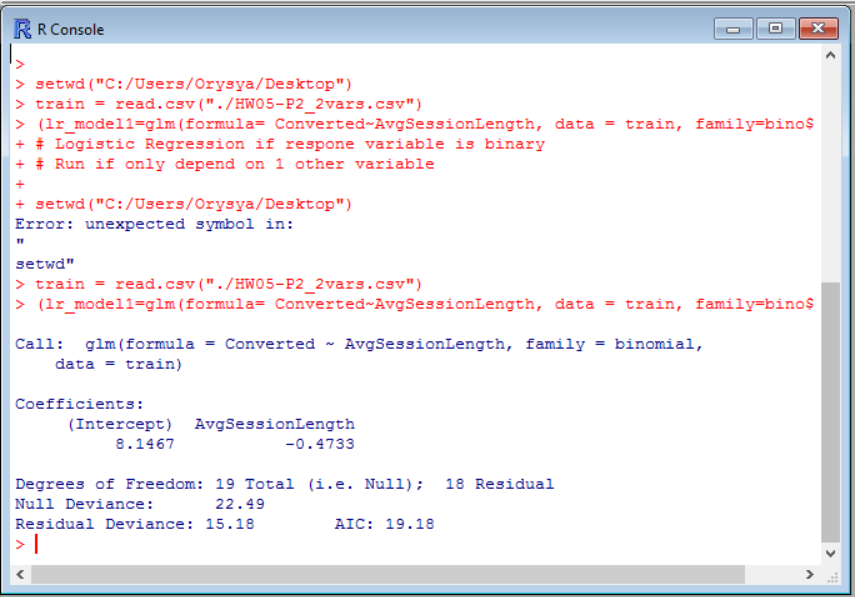 R Console
>
> setwd("C:/Users/Orysya/Desktop")
> train = read.csv("./HW05-P2_2vars.csv")
> (lr_model1=glm(formula= Converted~AvgSessionLength, data = train, family=bino$
+ # Logistic Regression if respone variable is binary
+ # Run if only depend on 1 other variable
+
+ setwd("C:/Users/Orysya/Desktop")
Error: unexpected symbol in:
"
setwd"
> train = read.csv("./HW05-P2_2vars.csv")
> (lr_model1=glm(formula= Converted~AvgSessionLength, data = train, family=bino$

Call:  glm(formula = Converted ~ AvgSessionLength, family = binomial,
    data = train)

Coefficients:
     (Intercept)  AvgSessionLength
          8.1467           -0.4733

Degrees of Freedom: 19 Total (i.e. Null);  18 Residual
Null Deviance:      22.49
Residual Deviance: 15.18        AIC: 19.18
>